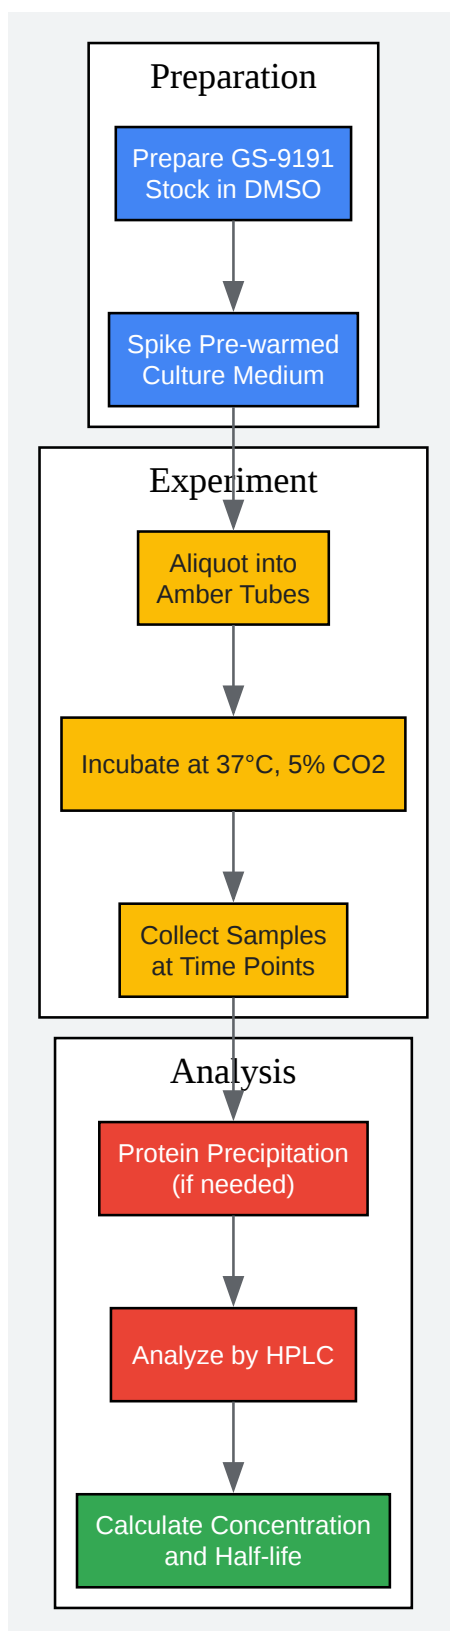 Preparation
Prepare GS-9191
Stock in DMSO
Spike Pre-warmed
Culture Medium
Experiment
Aliquot into
Amber Tubes
Incubate at 37°C, 5% CO2
Collect Samples
at Time Points
Analysis
Protein Precipitation
(if needed)
Analyze by HPLC
Calculate Concentration
and Half-life